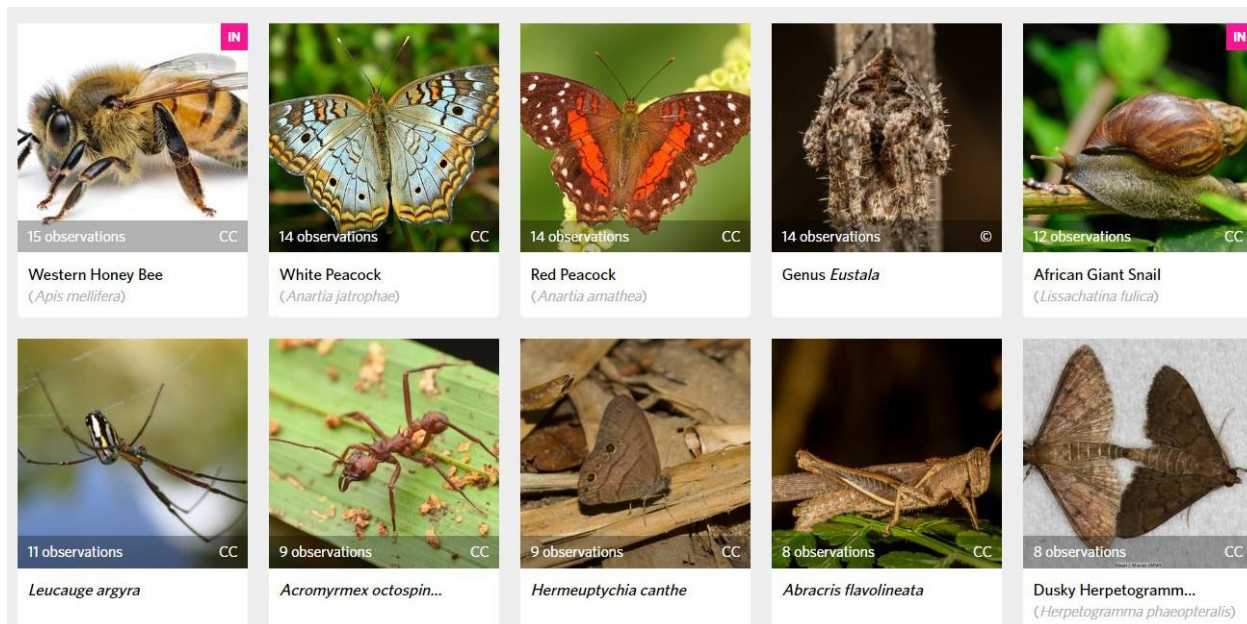 IN
15 observations CC
Western Honey Bee
(Apis mellifera)
14 observations CC
White Peacock
(Anartia jatrophae)
14 observations CC
Red Peacock
(Anartia amathea)
14 observations ©
Genus Eustala
IN
12 observations CC
African Giant Snail
(Lissachatina fulica)
11 observations CC
Leucauge argyra
9 observations CC
Acromyrmex octospin...
9 observations CC
Hermeuptychia canthe
8 observations CC
Abracris flavolineata
8 observations CC
Dusky Herpetogramm...
(Herpetogramma phaeopteralis)